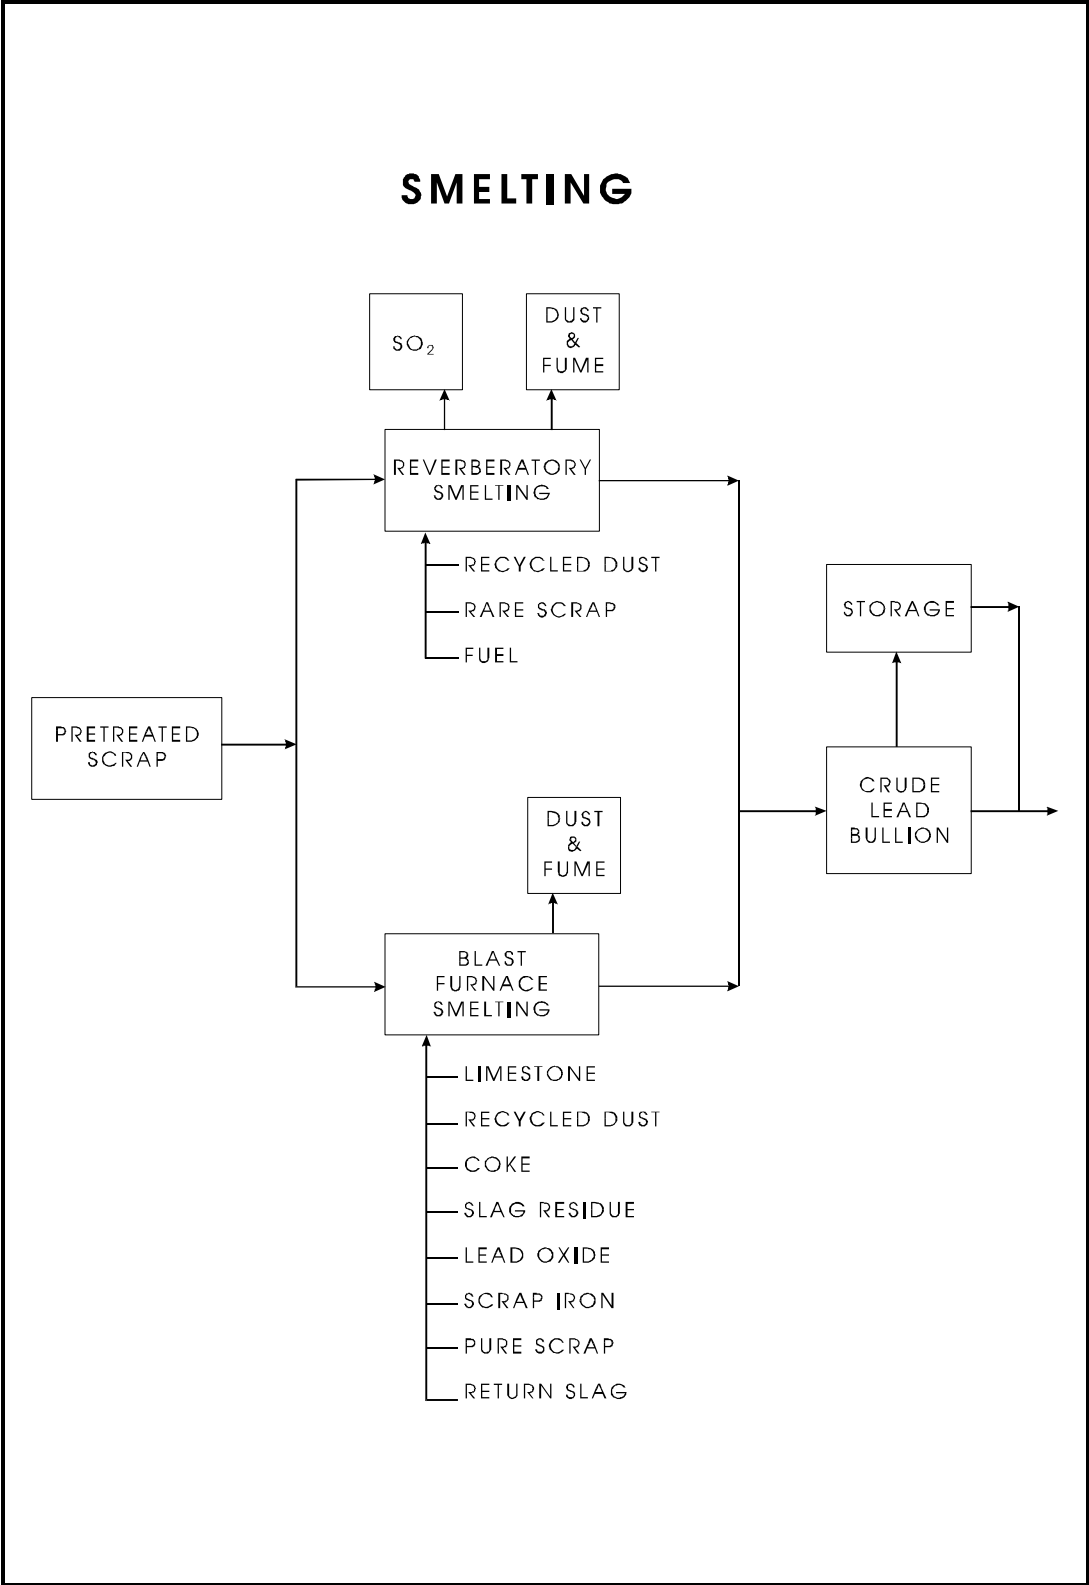 SMELTING
SO₂
DUST
&
FUME
REVERBERATORY
SMELTING
RECYCLED DUST
RARE SCRAP
FUEL
PRETREATED
SCRAP
STORAGE
CRUDE
LEAD
BULLION
DUST
&
FUME
BLAST
FURNACE
SMELTING
LIMESTONE
RECYCLED DUST
COKE
SLAG RESIDUE
LEAD OXIDE
SCRAP IRON
PURE SCRAP
RETURN SLAG